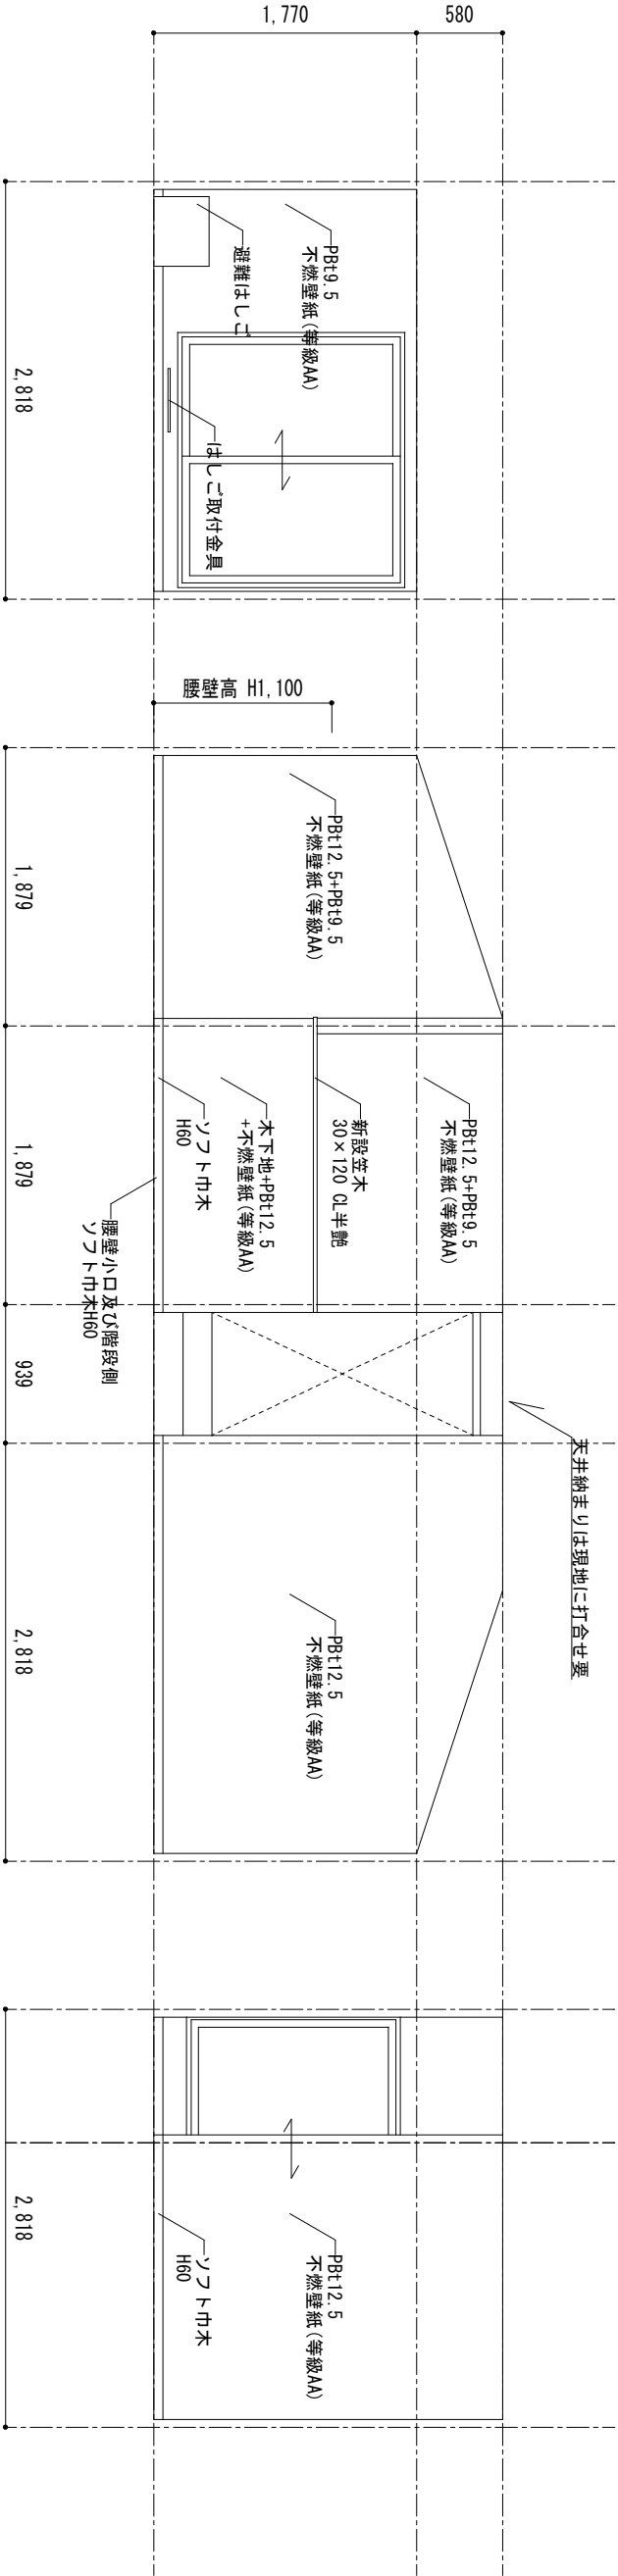 1,770
580
PBt9.5
不燃壁紙(等級AA)
避難はしご
はしご取付金具
2,818
腰壁高 H1,100
PBt12.5+PBt9.5
不燃壁紙(等級AA)
1,879
PBt12.5+PBt9.5
不燃壁紙(等級AA)
新設笠木
30×120 CL半艶
木下地+PBt12.5
+不燃壁紙(等級AA)
ソフト巾木
H60
腰壁小口及び階段側
ソフト巾木H60
1,879
939
天井納まりは現地に打合せ要
PBt12.5
不燃壁紙(等級AA)
2,818
PBt12.5
不燃壁紙(等級AA)
ソフト巾木
H60
2,818